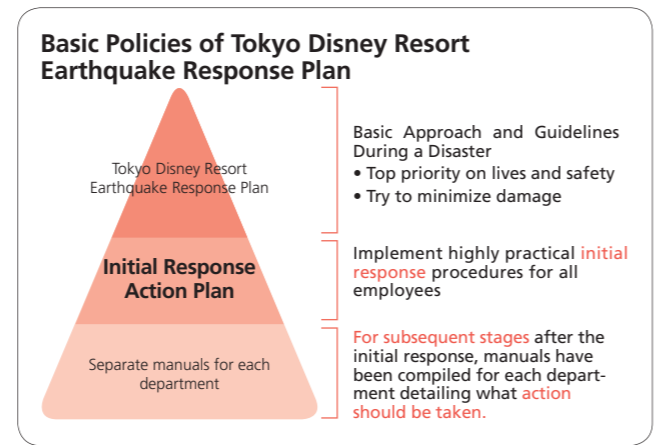 Basic Policies of Tokyo Disney Resort
Earthquake Response Plan
Tokyo Disney Resort
Earthquake Response Plan
Basic Approach and Guidelines
During a Disaster
• Top priority on lives and safety
• Try to minimize damage
Initial Response
Action Plan
Implement highly practical initial
response procedures for all
employees
Separate manuals for each
department
For subsequent stages after the
initial response, manuals have
been compiled for each depart-
ment detailing what action
should be taken.